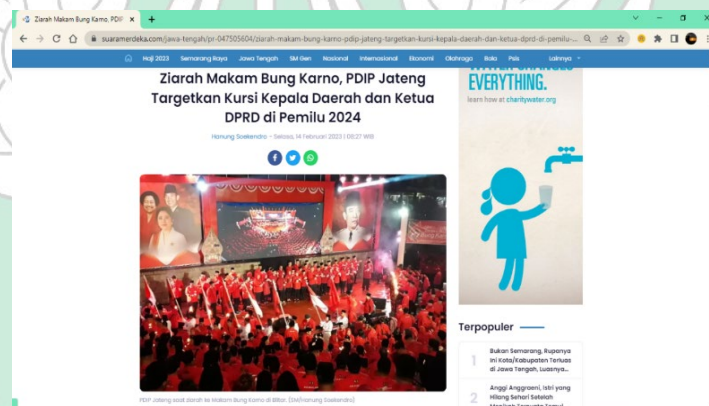 Ziarah Makam Bung Karno, PDIP
suaramerdeka.com/jawa-tengah/pr-047505604/ziarah-makam-bung-karno-pdip-jateng-targetkan-kursi-kepala-daerah-dan-ketua-dprd-di-pemilu-...
Haji 2023 Semarang Raya Jawa Tengah SM Gen Nasional Internasional Ekonomi Olahraga Bola Psis Lainnya
Ziarah Makam Bung Karno, PDIP Jateng
Targetkan Kursi Kepala Daerah dan Ketua
DPRD di Pemilu 2024
Hanung Soekendro - Selasa, 14 Februari 2023 | 08:27 WIB
PDIP Jateng saat ziarah ke Makam Bung Karno di Blitar. (SM/Hanung Soekendro)
EVERYTHING.
learn how at charitywater.org
Terpopuler
1
Bukan Semarang, Rupanya
Ini Kota/Kabupaten Terluas
di Jawa Tengah, Luasnya...
2
Anggi Anggraeni, Istri yang
Hilang Sehari Setelah